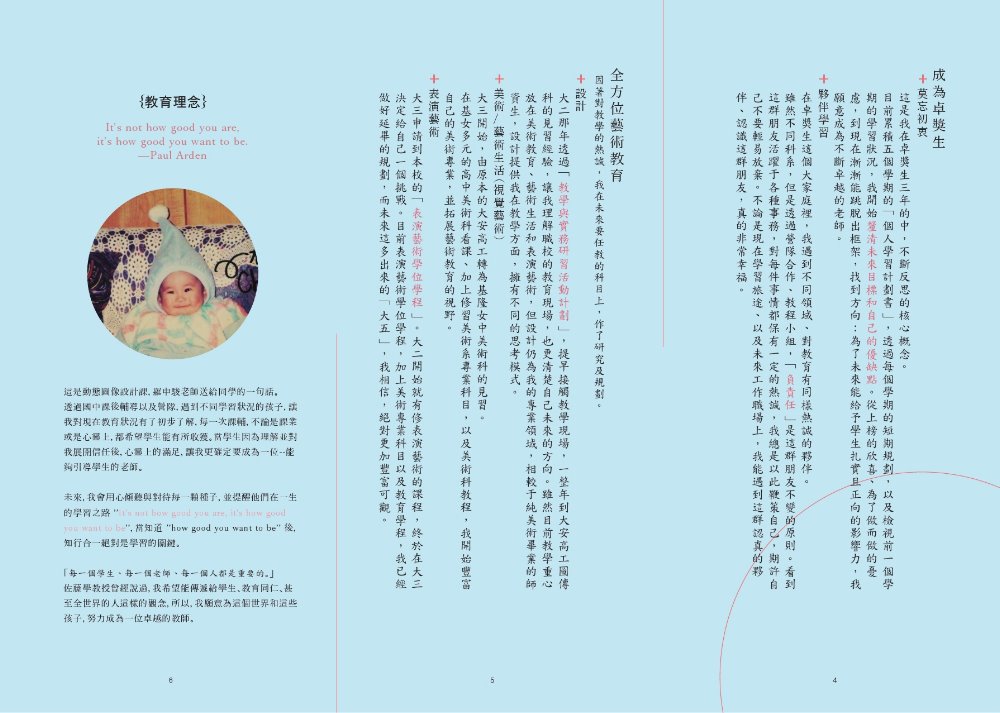 成為卓獎生
+莫忘初衷
這是我在卓獎生三年的中，不斷反思的核心概念。
目前累積五個學期的「個人學習計劃書」，透過每個學期的短期規劃，以及檢視前一個學
期的學習狀況，我開始釐清未來目標和自己的優缺點。從上榜的欣喜、為了做而做的憂
慮，到現在漸漸能跳脫出框架，找到方向：為了未來能給予學生扎實且正向的影響力，我
願意成為不斷卓越的老師。
+夥伴學習
在卓獎生這個大家庭裡，我遇到不同領域、對教育有同樣熱誠的夥伴。
雖然不同科系，但是透過營隊合作、教程小組，「負責任」是這群朋友不變的原則。看到
這群朋友活躍于各種事務，對每件事情都保有一定的熱誠，我總是以此鞭策自己，期許自
己不要輕易放棄。不論是現在學習旅途、以及未來工作職場上，我能遇到這群認真的夥
伴、認識這群朋友，真的非常幸福。
4
全方位藝術教育
因著對教學的熱誠，我在未來要任教的科目上，作了研究及規劃。
+設計
大二那年透過「教學與實務研習活動計劃」，提早接觸教學現場，一整年到大安高工圖傳
科的見習經驗，讓我理解職校的教育現場，也更清楚自己未來的方向。雖然目前教學重心
放在美術教育、藝術生活和表演藝術，但設計仍為我的專業領域，相較于純美術畢業的師
資生，設計提供我在教學方面，擁有不同的思考模式。
+美術/藝術生活（視覺藝術）
大三開始，由原本的大安高工轉為基隆女中美術科的見習。
在基女多元的高中美術科看課、加上修習美術系專業科目，以及美術科教程，我開始豐富
自己的美術專業，並拓展藝術教育的視野。
+表演藝術
大三申請到本校的「表演藝術學位學程」。大二開始就有修表演藝術的課程，終於在大三
決定給自己一個挑戰。目前表演藝術學位學程，加上美術專業科目以及教育學程，我已經
做好延畢的規劃，而未來這多出來的「大五」，我相信，絕對更加豐富可觀。
5
{教育理念}
It's not how good you are,
it's how good you want to be.
—Paul Arden
這是動態圖像設計課，羅申駿老師送給同學的一句話。
透過國中課後輔導以及營隊，遇到不同學習狀況的孩子，讓
我對現在教育狀況有了初步了解，每一次課輔，不論是課業
或是心靈上，都希望學生能有所收獲。當學生因為理解並對
我展開信任後，心靈上的滿足，讓我更確定要成為一位--能
夠引導學生的老師。
未來，我會用心傾聽與對待每一顆種子，並提醒他們在一生
的學習之路 "it's not how good you are, it's how good
you want to be"，當知道 "how good you want to be" 後，
知行合一絕對是學習的關鍵。
「每一個學生、每一個老師、每一個人都是重要的。」
佐藤學教授曾經說過，我希望能傳遞給學生、教育同仁、甚
至全世界的人這樣的觀念，所以，我願意為這個世界和這些
孩子，努力成為一位卓越的教師。
6